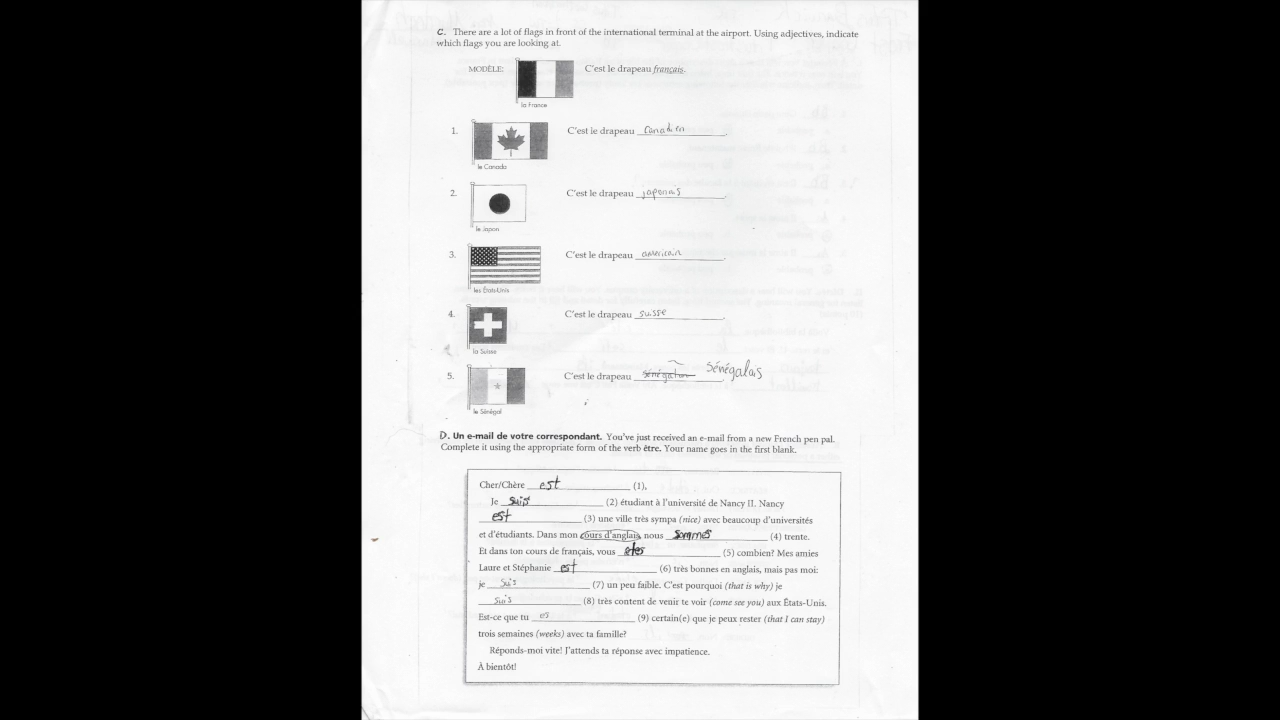 C. There are a lot of flags in front of the international terminal at the airport. Using adjectives, indicate
which flags you are looking at.
MODÈLE: C'est le drapeau français.
la France
1. C'est le drapeau canadien.
le Canada
2. C'est le drapeau japonais.
le Japon
3. C'est le drapeau américain.
les États-Unis
4. C'est le drapeau suisse.
la Suisse
5. C'est le drapeau Sénégalais
le Sénégal
D. Un e-mail de votre correspondant. You've just received an e-mail from a new French pen pal.
Complete it using the appropriate form of the verb être. Your name goes in the first blank.
Cher/Chère est (1),
Je suis (2) étudiant à l'université de Nancy II. Nancy
est (3) une ville très sympa (nice) avec beaucoup d'universités
et d'étudiants. Dans mon cours d'anglais, nous sommes (4) trente.
Et dans ton cours de français, vous etes (5) combien? Mes amies
Laure et Stéphanie est (6) très bonnes en anglais, mais pas moi:
je suis (7) un peu faible. C'est pourquoi (that is why) je
suis (8) très content de venir te voir (come see you) aux États-Unis.
Est-ce que tu es (9) certain(e) que je peux rester (that I can stay)
trois semaines (weeks) avec ta famille?
Réponds-moi vite! J'attends ta réponse avec impatience.
À bientôt!